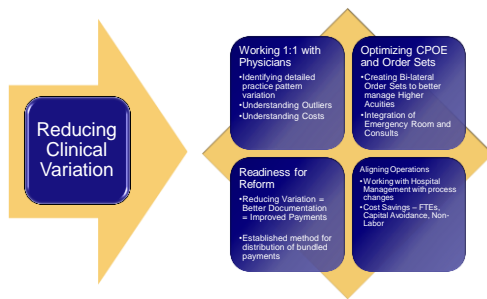 Reducing
Clinical
Variation
Working 1:1 with
Physicians
•Identifying detailed
practice pattern
variation
•Understanding Outliers
•Understanding Costs
Optimizing CPOE
and Order Sets
•Creating Bi-lateral
Order Sets to better
manage Higher
Acuities
•Integration of
Emergency Room and
Consults
Readiness for
Reform
•Reducing Variation =
Better Documentation
= Improved Payments
•Established method for
distribution of bundled
payments
Aligning Operations
•Working with Hospital
Management with process
changes
•Cost Savings – FTEs,
Capital Avoidance, Non-
Labor